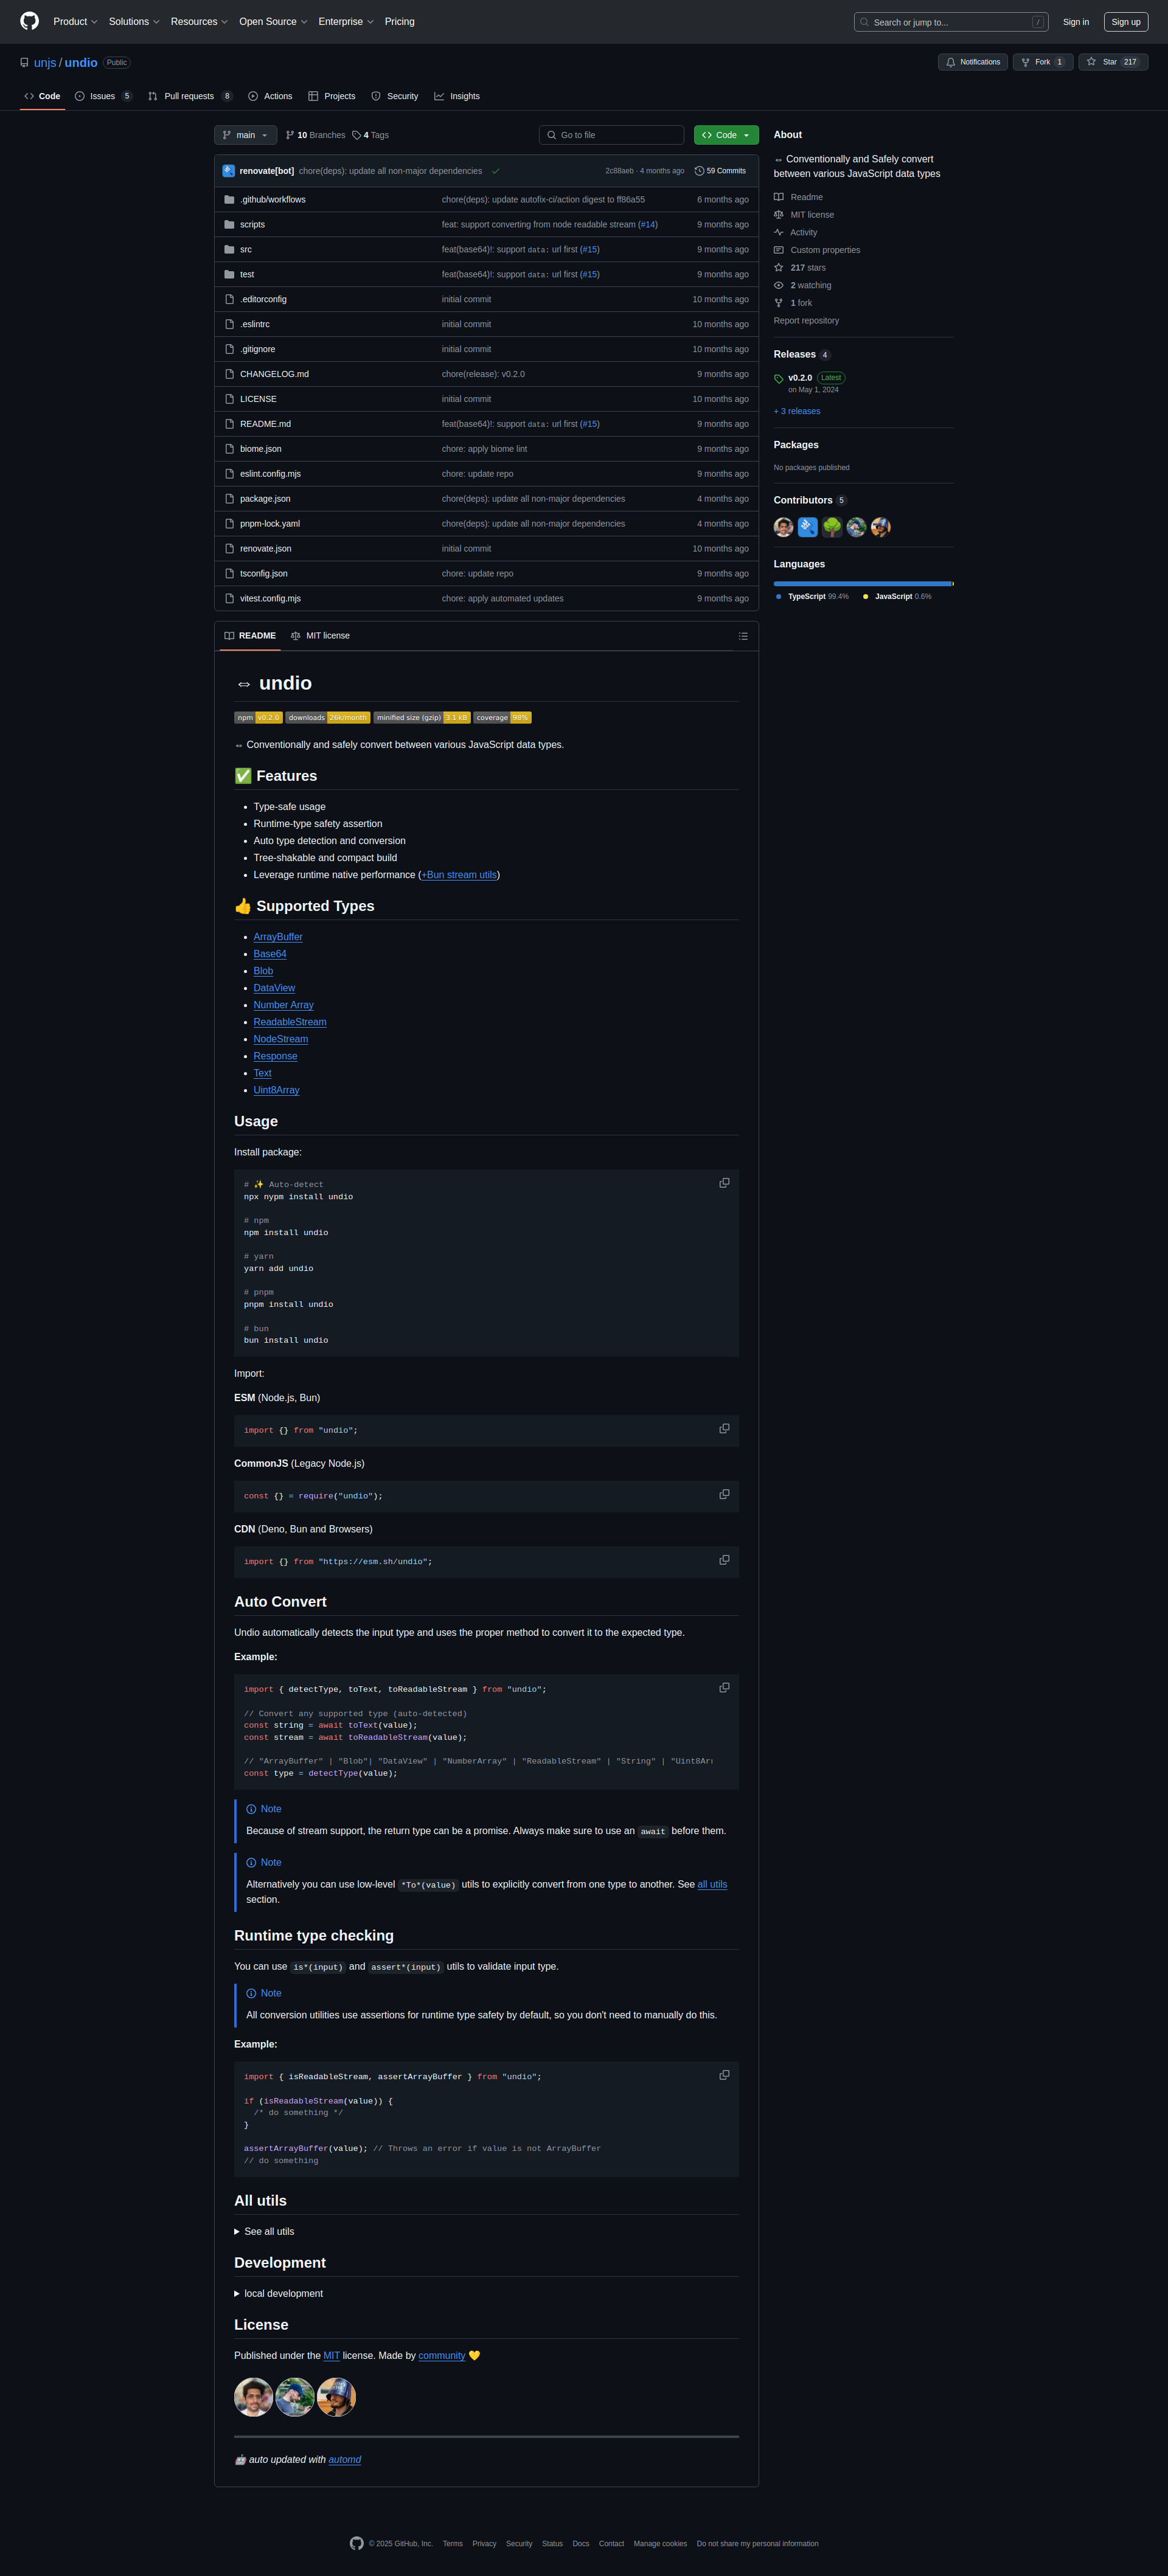 Product Solutions Resources Open Source Enterprise Pricing Search or jump to... / Sign in Sign up
unjs / undio Public Notifications Fork 1 Star 217
Code Issues 5 Pull requests 8 Actions Projects Security Insights
main 10 Branches 4 Tags Go to file Code
renovate[bot] chore(deps): update all non-major dependencies 2c88aeb · 4 months ago 59 Commits
.github/workflows chore(deps): update autofix-ci/action digest to ff86a55 6 months ago
scripts feat: support converting from node readable stream (#14) 9 months ago
src feat(base64)!: support data: url first (#15) 9 months ago
test feat(base64)!: support data: url first (#15) 9 months ago
.editorconfig initial commit 10 months ago
.eslintrc initial commit 10 months ago
.gitignore initial commit 10 months ago
CHANGELOG.md chore(release): v0.2.0 9 months ago
LICENSE initial commit 10 months ago
README.md feat(base64)!: support data: url first (#15) 9 months ago
biome.json chore: apply biome lint 9 months ago
eslint.config.mjs chore: update repo 9 months ago
package.json chore(deps): update all non-major dependencies 4 months ago
pnpm-lock.yaml chore(deps): update all non-major dependencies 4 months ago
renovate.json initial commit 10 months ago
tsconfig.json chore: update repo 9 months ago
vitest.config.mjs chore: apply automated updates 9 months ago
README MIT license
⇔ undio
npm v0.2.0 downloads 26k/month minified size (gzip) 3.1 kB coverage 98%
⇔ Conventionally and safely convert between various JavaScript data types.
✅ Features
Type-safe usage
Runtime-type safety assertion
Auto type detection and conversion
Tree-shakable and compact build
Leverage runtime native performance (+Bun stream utils)
👍 Supported Types
ArrayBuffer
Base64
Blob
DataView
Number Array
ReadableStream
NodeStream
Response
Text
Uint8Array
Usage
Install package:
# ✨ Auto-detect
npx nypm install undio
# npm
npm install undio
# yarn
yarn add undio
# pnpm
pnpm install undio
# bun
bun install undio
Import:
ESM (Node.js, Bun)
import {} from "undio";
CommonJS (Legacy Node.js)
const {} = require("undio");
CDN (Deno, Bun and Browsers)
import {} from "https://esm.sh/undio";
Auto Convert
Undio automatically detects the input type and uses the proper method to convert it to the expected type.
Example:
import { detectType, toText, toReadableStream } from "undio";
// Convert any supported type (auto-detected)
const string = await toText(value);
const stream = await toReadableStream(value);
// "ArrayBuffer" | "Blob"| "DataView" | "NumberArray" | "ReadableStream" | "String" | "Uint8Arr
const type = detectType(value);
Note
Because of stream support, the return type can be a promise. Always make sure to use an await before them.
Note
Alternatively you can use low-level *To*(value) utils to explicitly convert from one type to another. See all utils
section.
Runtime type checking
You can use is*(input) and assert*(input) utils to validate input type.
Note
All conversion utilities use assertions for runtime type safety by default, so you don't need to manually do this.
Example:
import { isReadableStream, assertArrayBuffer } from "undio";
if (isReadableStream(value)) {
/* do something */
}
assertArrayBuffer(value); // Throws an error if value is not ArrayBuffer
// do something
All utils
See all utils
Development
local development
License
Published under the MIT license. Made by community 💛
🤖 auto updated with automd
About
⇔ Conventionally and Safely convert
between various JavaScript data types
Readme
MIT license
Activity
Custom properties
217 stars
2 watching
1 fork
Report repository
Releases 4
v0.2.0 Latest
on May 1, 2024
+ 3 releases
Packages
No packages published
Contributors 5
Languages
TypeScript 99.4% JavaScript 0.6%
© 2025 GitHub, Inc. Terms Privacy Security Status Docs Contact Manage cookies Do not share my personal information